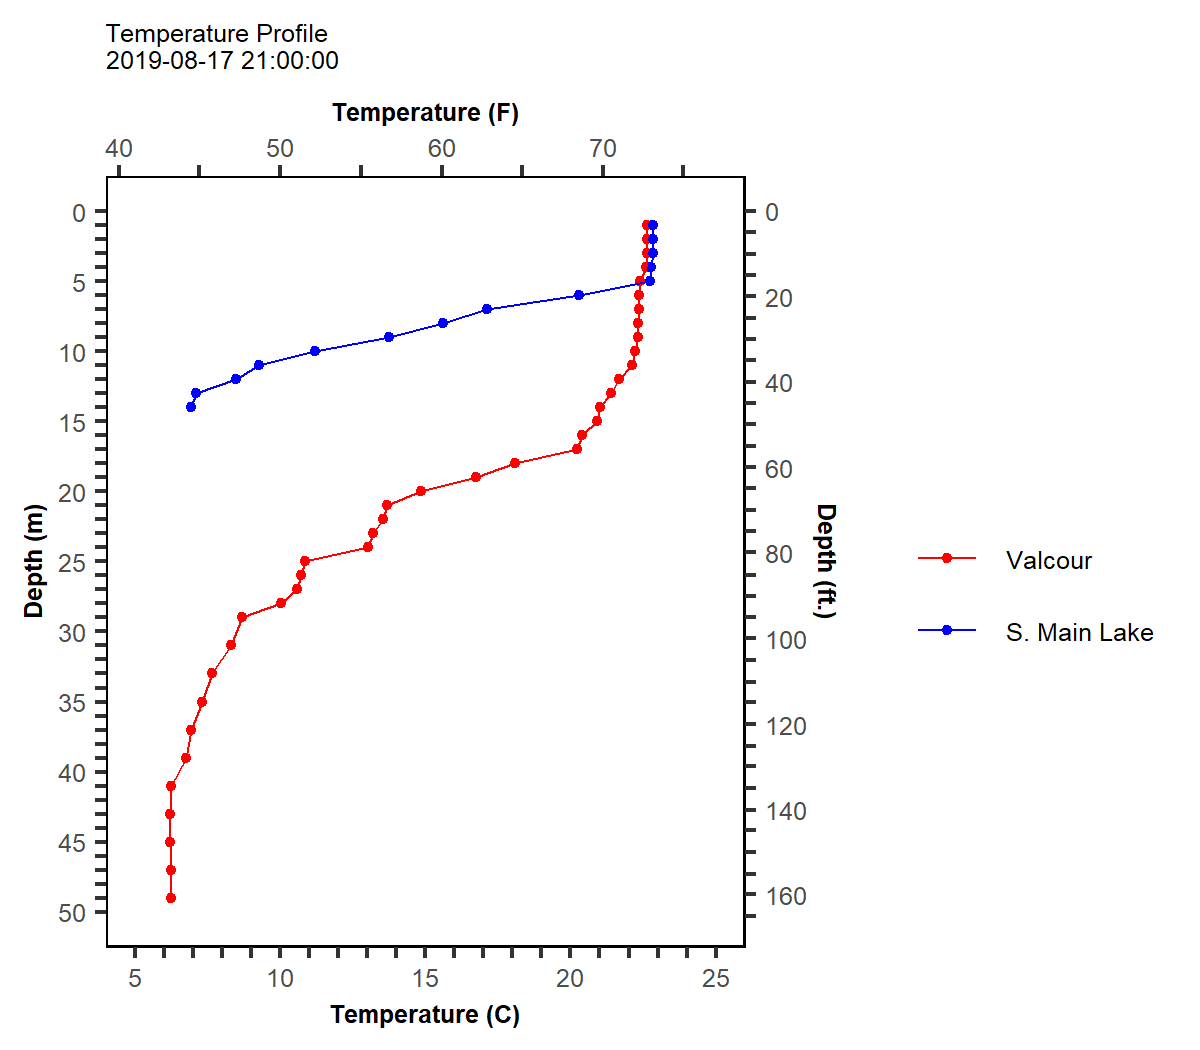 Temperature Profile
2019-08-17 21:00:00
Temperature (F)
40 50 60 70
0
5
10
15
20
25
30
35
40
45
50
Depth (m)
0
20
40
60
80
100
120
140
160
Depth (ft.)
5 10 15 20 25
Temperature (C)
Valcour
S. Main Lake